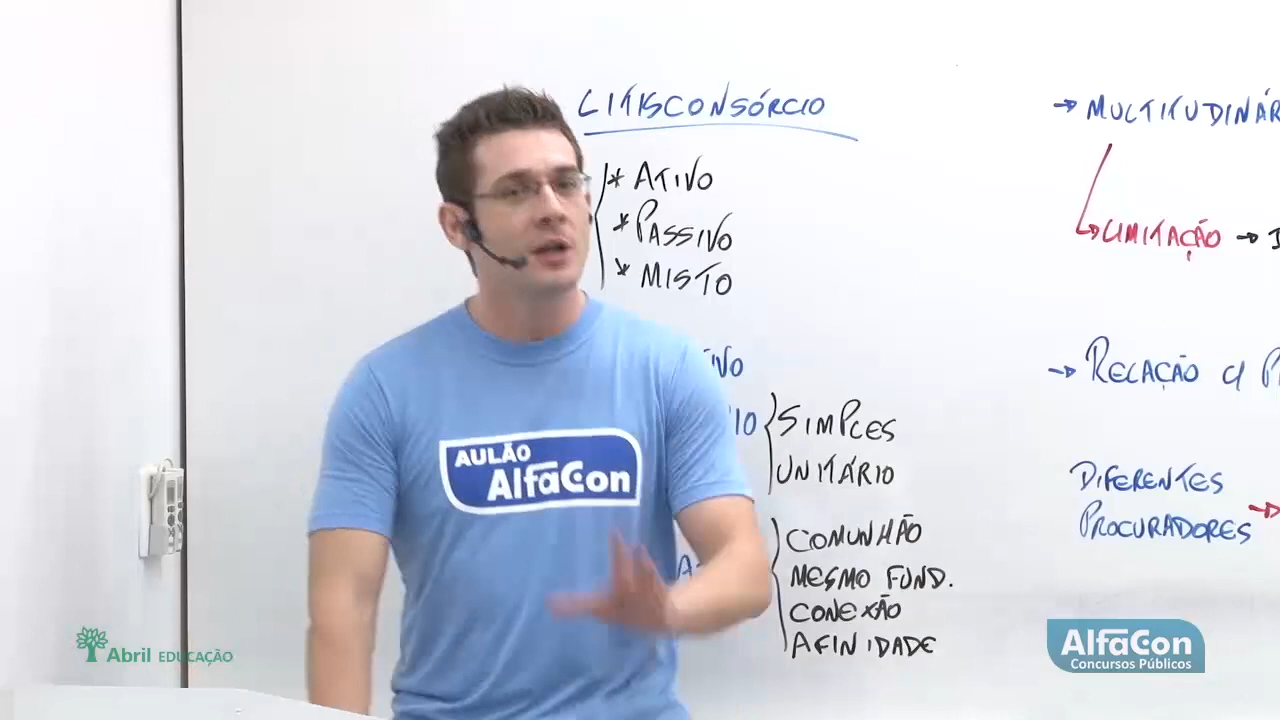 LITISCONSÓRCIO
* ATIVO
* PASSIVO
* MISTO
SIMPLES
UNITÁRIO
COMUNHÃO
MESMO FUND.
CONEXÃO
AFINIDADE
→
→ LIMITAÇÃO →
→ RELAÇÃO C/
DIFERENTES
PROCURADORES →
AULÃO
AlfaCon
Abril EDUCAÇÃO
AlfaCon
Concursos Públicos